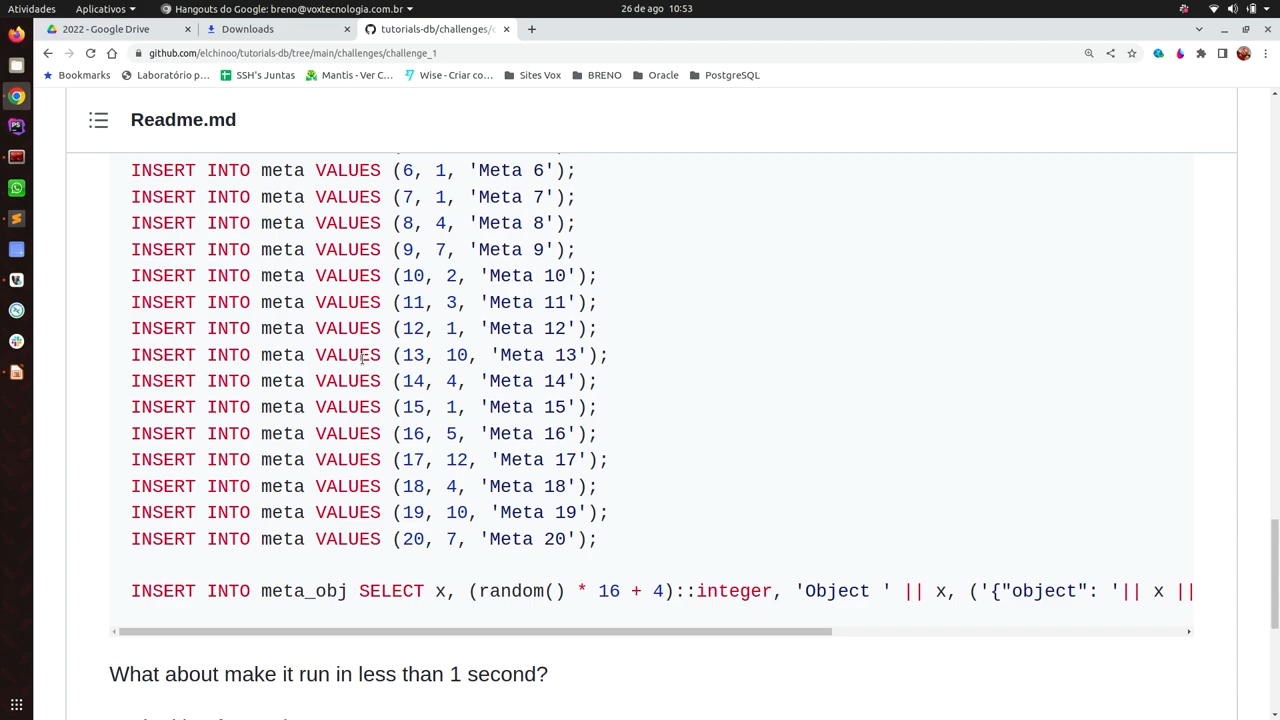 Atividades
Aplicativos
Hangouts do Google: breno@voxtecnologia.com.br
26 de ago 10:53
2022 - Google Drive
Downloads
tutorials-db/challenges/c
github.com/elchinoo/tutorials-db/tree/main/challenges/challenge_1
Bookmarks
Laboratório p…
SSH's Juntas
Mantis - Ver C…
Wise - Criar co…
Sites Vox
BRENO
Oracle
PostgreSQL
Readme.md
INSERT INTO meta VALUES (6, 1, 'Meta 6');
INSERT INTO meta VALUES (7, 1, 'Meta 7');
INSERT INTO meta VALUES (8, 4, 'Meta 8');
INSERT INTO meta VALUES (9, 7, 'Meta 9');
INSERT INTO meta VALUES (10, 2, 'Meta 10');
INSERT INTO meta VALUES (11, 3, 'Meta 11');
INSERT INTO meta VALUES (12, 1, 'Meta 12');
INSERT INTO meta VALUES (13, 10, 'Meta 13');
INSERT INTO meta VALUES (14, 4, 'Meta 14');
INSERT INTO meta VALUES (15, 1, 'Meta 15');
INSERT INTO meta VALUES (16, 5, 'Meta 16');
INSERT INTO meta VALUES (17, 12, 'Meta 17');
INSERT INTO meta VALUES (18, 4, 'Meta 18');
INSERT INTO meta VALUES (19, 10, 'Meta 19');
INSERT INTO meta VALUES (20, 7, 'Meta 20');
INSERT INTO meta_obj SELECT x, (random() * 16 + 4)::integer, 'Object ' || x, ('{"object": '|| x ||
What about make it run in less than 1 second?